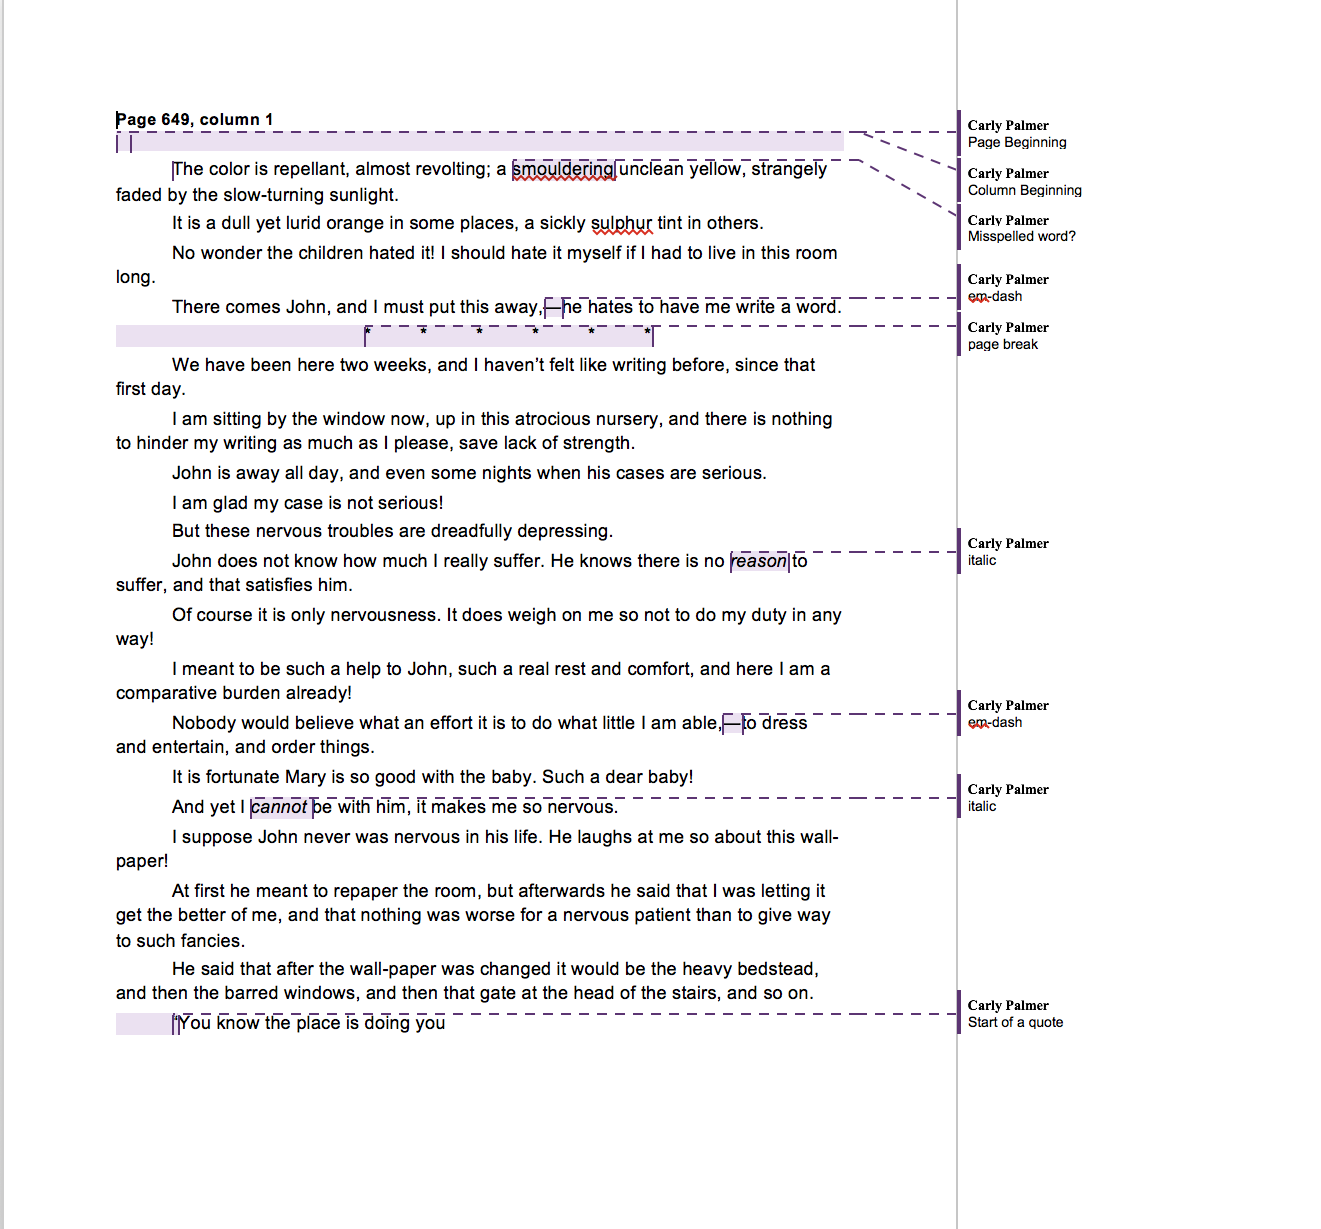 Page 649, column 1
The color is repellant, almost revolting; a smouldering unclean yellow, strangely
faded by the slow-turning sunlight.
It is a dull yet lurid orange in some places, a sickly sulphur tint in others.
No wonder the children hated it! I should hate it myself if I had to live in this room
long.
There comes John, and I must put this away,—he hates to have me write a word.
* * * * * *
We have been here two weeks, and I haven’t felt like writing before, since that
first day.
I am sitting by the window now, up in this atrocious nursery, and there is nothing
to hinder my writing as much as I please, save lack of strength.
John is away all day, and even some nights when his cases are serious.
I am glad my case is not serious!
But these nervous troubles are dreadfully depressing.
John does not know how much I really suffer. He knows there is no reason to
suffer, and that satisfies him.
Of course it is only nervousness. It does weigh on me so not to do my duty in any
way!
I meant to be such a help to John, such a real rest and comfort, and here I am a
comparative burden already!
Nobody would believe what an effort it is to do what little I am able,—to dress
and entertain, and order things.
It is fortunate Mary is so good with the baby. Such a dear baby!
And yet I cannot be with him, it makes me so nervous.
I suppose John never was nervous in his life. He laughs at me so about this wall-
paper!
At first he meant to repaper the room, but afterwards he said that I was letting it
get the better of me, and that nothing was worse for a nervous patient than to give way
to such fancies.
He said that after the wall-paper was changed it would be the heavy bedstead,
and then the barred windows, and then that gate at the head of the stairs, and so on.
“You know the place is doing you
Carly Palmer
Page Beginning
Carly Palmer
Column Beginning
Carly Palmer
Misspelled word?
Carly Palmer
em-dash
Carly Palmer
page break
Carly Palmer
italic
Carly Palmer
em-dash
Carly Palmer
italic
Carly Palmer
Start of a quote